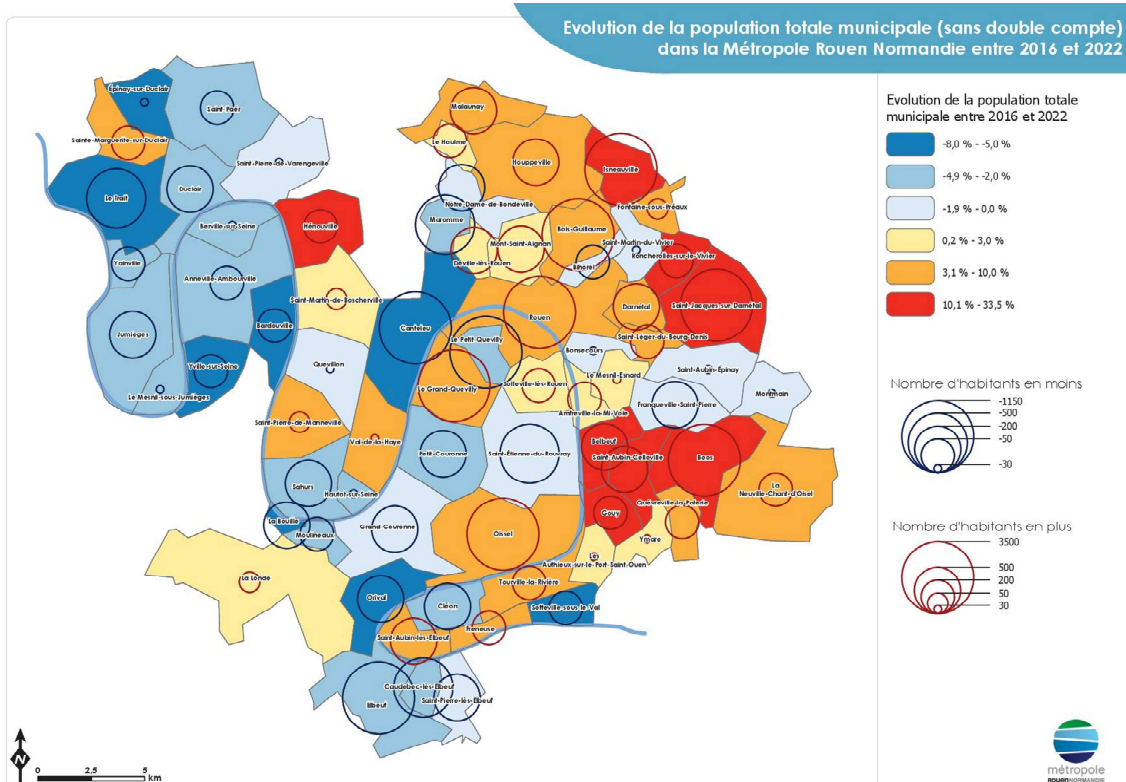 Evolution de la population totale municipale (sans double compte)
dans la Métropole Rouen Normandie entre 2016 et 2022
Evolution de la population totale
municipale entre 2016 et 2022
-8,0 % - -5,0 %
-4,9 % - -2,0 %
-1,9 % - 0,0 %
0,2 % - 3,0 %
3,1 % - 10,0 %
10,1 % - 33,5 %
Nombre d'habitants en moins
-1150
-500
-200
-50
-30
Nombre d'habitants en plus
3500
500
200
50
30
Épinay-sur-Duclair
Saint-Paër
Sainte-Marguerite-sur-Duclair
Saint-Pierre-de-Varengeville
Le Trait
Duclair
Berville-sur-Seine
Hénouville
Yainville
Anneville-Ambourville
Saint-Martin-de-Boscherville
Jumièges
Bardouville
Yville-sur-Seine
Le Mesnil-sous-Jumièges
Quevillon
Saint-Pierre-de-Manneville
Val-de-la-Haye
Sahurs
Hautot-sur-Seine
La Bouille
Moulineaux
La Londe
Malaunay
Le Houlme
Houppeville
Isneauville
Notre-Dame-de-Bondeville
Fontaine-sous-Préaux
Maromme
Bois-Guillaume
Mont-Saint-Aignan
Saint-Martin-du-Vivier
Déville-lès-Rouen
Bihorel
Roncherolles-sur-le-Vivier
Canteleu
Rouen
Darnétal
Saint-Jacques-sur-Darnétal
Le Petit-Quevilly
Saint-Léger-du-Bourg-Denis
Bonsecours
Le Grand-Quevilly
Sotteville-lès-Rouen
Le Mesnil-Esnard
Saint-Aubin-Épinay
Montmain
Amfreville-la-Mi-Voie
Franqueville-Saint-Pierre
Petit-Couronne
Saint-Étienne-du-Rouvray
Belbeuf
Saint-Aubin-Celloville
Boos
La
Neuville-Chant-d'Oisel
Quévreville-la-Poterie
Gouy
Grand-Couronne
Oissel
Ymare
Les
Authieux-sur-le-Port-Saint-Ouen
Tourville-la-Rivière
Orival
Cléon
Sotteville-sous-le-Val
Freneuse
Saint-Aubin-lès-Elbeuf
Caudebec-lès-Elbeuf
Elbeuf
Saint-Pierre-lès-Elbeuf
N
0 2,5 5
km
métropole
ROUENNORMANDIE